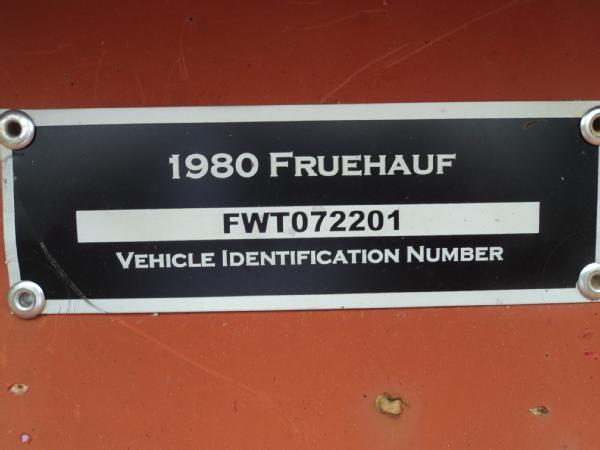 1980 FRUEHAUF
FWT072201
VEHICLE IDENTIFICATION NUMBER